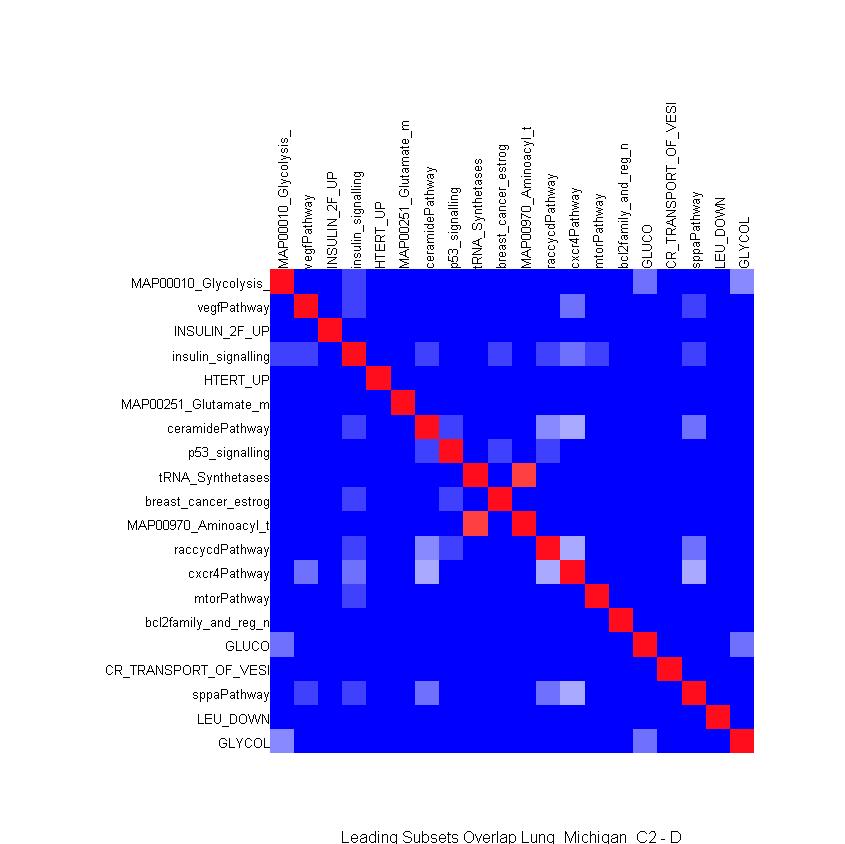 MAP00010_Glycolysis_
vegfPathway
INSULIN_2F_UP
insulin_signalling
HTERT_UP
MAP00251_Glutamate_m
ceramidePathway
p53_signalling
tRNA_Synthetases
breast_cancer_estrog
MAP00970_Aminoacyl_t
raccycdPathway
cxcr4Pathway
mtorPathway
bcl2family_and_reg_n
GLUCO
CR_TRANSPORT_OF_VESI
sppaPathway
LEU_DOWN
GLYCOL
MAP00010_Glycolysis_
vegfPathway
INSULIN_2F_UP
insulin_signalling
HTERT_UP
MAP00251_Glutamate_m
ceramidePathway
p53_signalling
tRNA_Synthetases
breast_cancer_estrog
MAP00970_Aminoacyl_t
raccycdPathway
cxcr4Pathway
mtorPathway
bcl2family_and_reg_n
GLUCO
CR_TRANSPORT_OF_VESI
sppaPathway
LEU_DOWN
GLYCOL
Leading Subsets Overlap Lung_Michigan_C2 - D